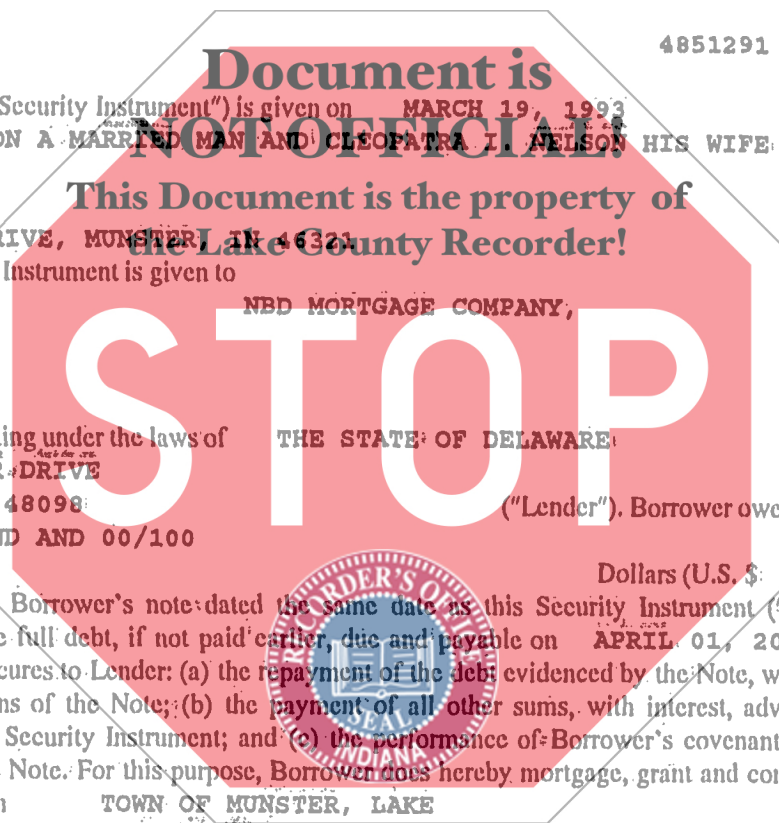 4851291
Document is
Security Instrument") is given on MARCH 19, 1993
NOT OFFICIAL!
ON A MARRIED MAN AND CLEOPATRA I. NELSON HIS WIFE
This Document is the property of
the Lake County Recorder!
RIVE, MUNSTER, IN 46321
Instrument is given to
NBD MORTGAGE COMPANY,
STOP
ing under the laws of THE STATE OF DELAWARE
R DRIVE
48098 ("Lender"). Borrower owe
ND AND 00/100
Dollars (U.S. $
Borrower's note dated the same date as this Security Instrument ("
e full debt, if not paid earlier, due and payable on APRIL 01, 20
cures to Lender: (a) the repayment of the debt evidenced by the Note, w
ns of the Note; (b) the payment of all other sums, with interest, adv
Security Instrument; and (c) the performance of Borrower's covenant
Note. For this purpose, Borrower does hereby mortgage, grant and con
TOWN OF MUNSTER, LAKE
RECORDER'S OFFICE
SEAL
INDIANA